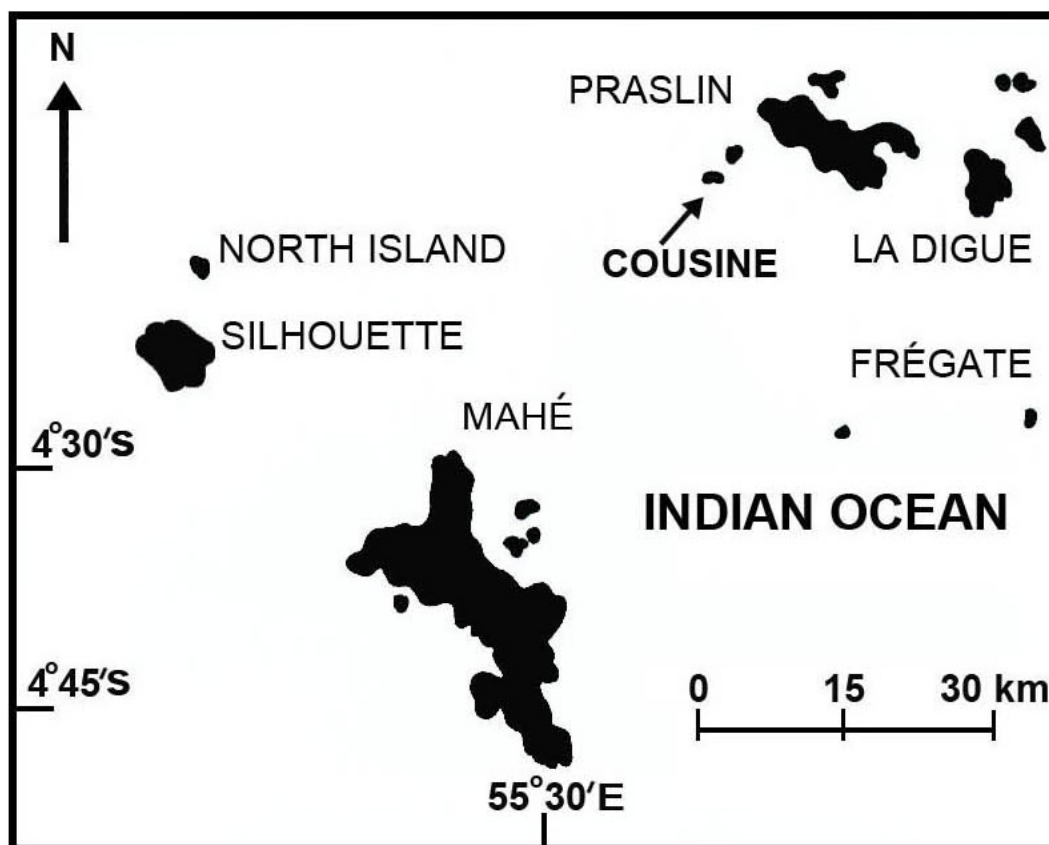 N
PRASLIN
NORTH ISLAND
COUSINE
LA DIGUE
SILHOUETTE
FRÉGATE
MAHÉ
4°30'S
INDIAN OCEAN
4°45'S
0 15 30 km
55°30'E